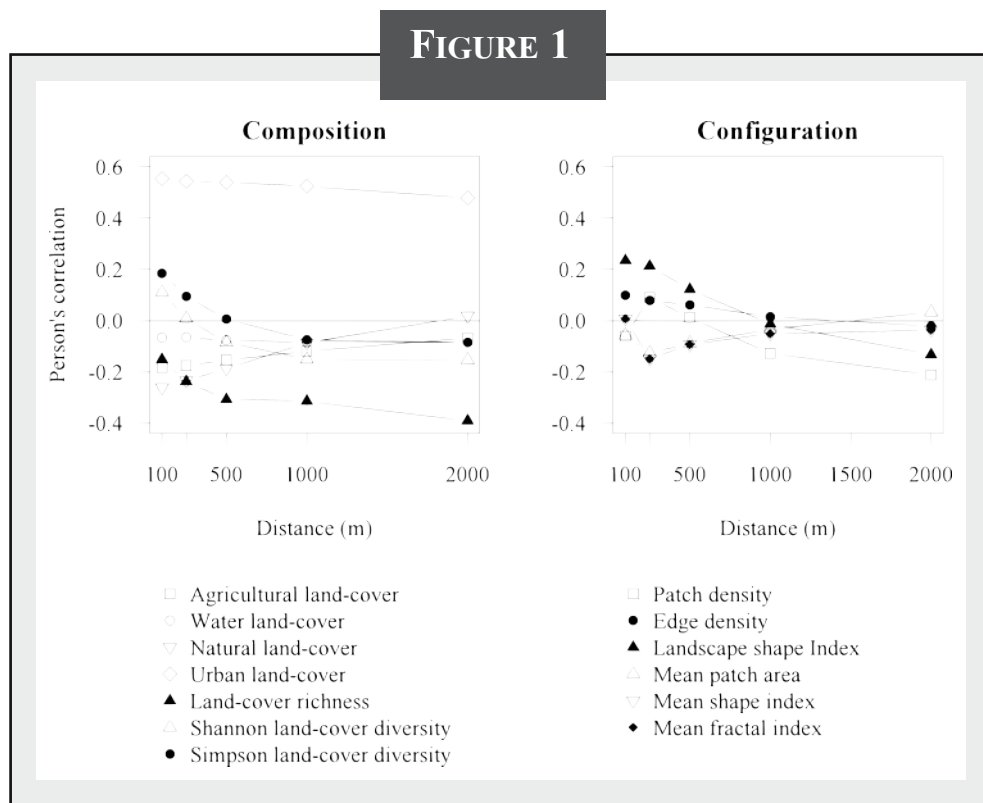 FIGURE 1
Composition
Configuration
Person's correlation
0.6
0.4
0.2
0.0
-0.2
-0.4
100
500
1000
2000
Distance (m)
0.6
0.4
0.2
0.0
-0.2
-0.4
100
500
1000
1500
2000
Distance (m)
Agricultural land-cover
Water land-cover
Natural land-cover
Urban land-cover
Land-cover richness
Shannon land-cover diversity
Simpson land-cover diversity
Patch density
Edge density
Landscape shape Index
Mean patch area
Mean shape index
Mean fractal index